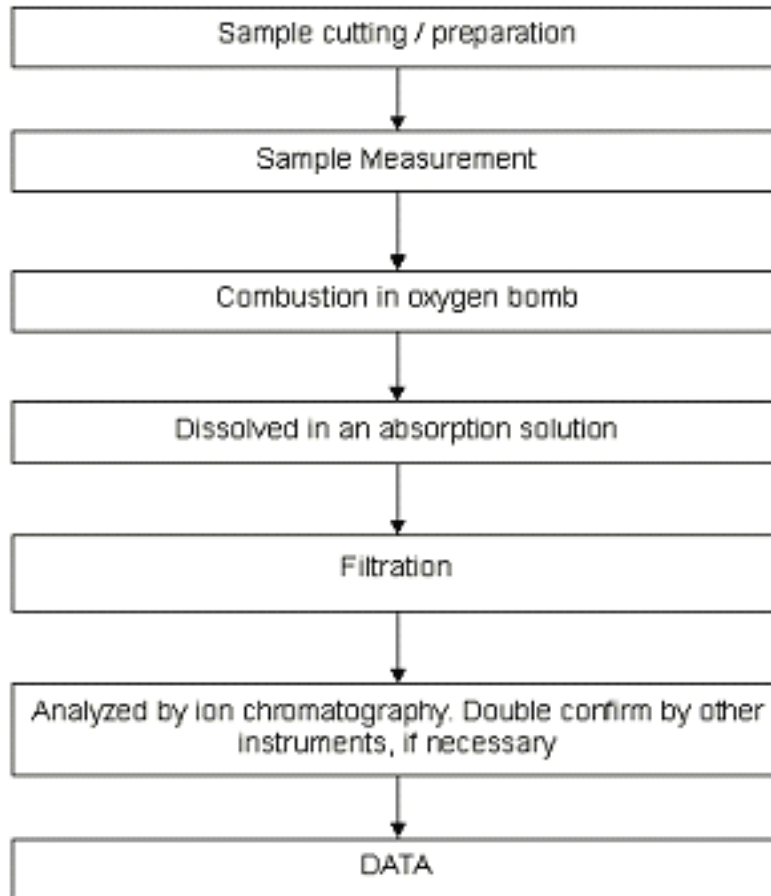 Sample cutting / preparation
Sample Measurement
Combustion in oxygen bomb
Dissolved in an absorption solution
Filtration
Analyzed by ion chromatography. Double confirm by other
instruments, if necessary
DATA